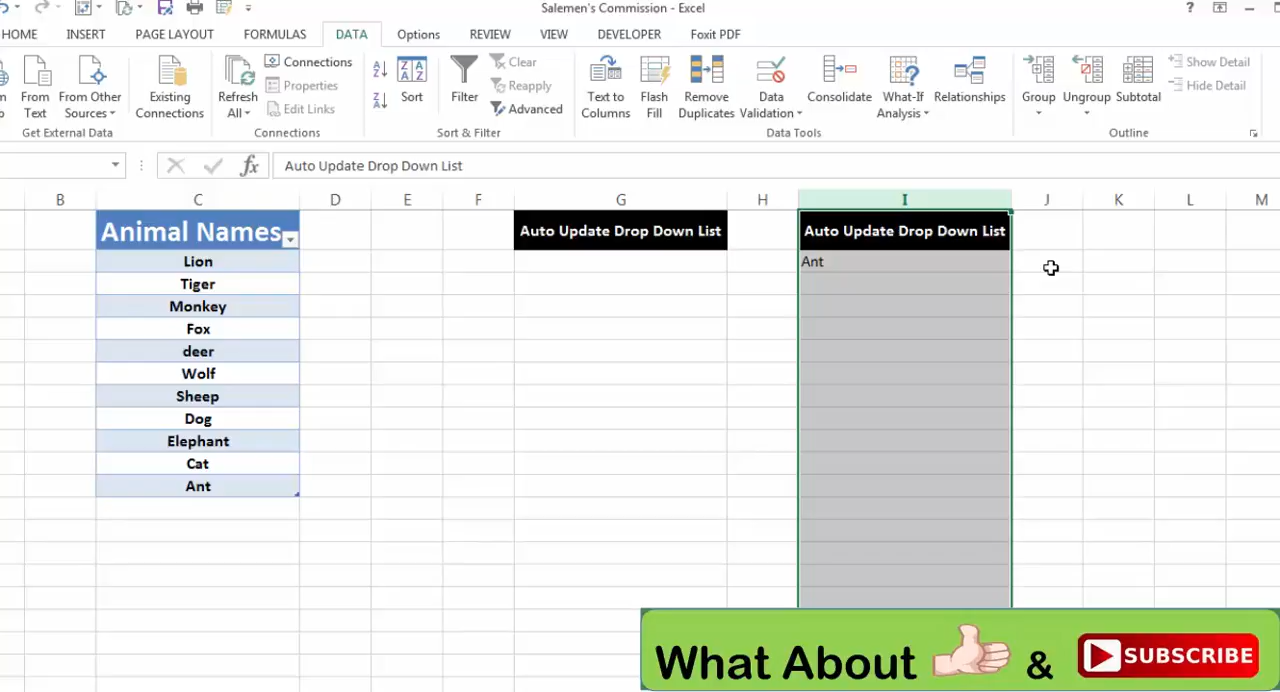 Salemen's Commission - Excel
?
HOME INSERT PAGE LAYOUT FORMULAS DATA Options REVIEW VIEW DEVELOPER Foxit PDF
From Text
From Other Sources
Existing Connections
Get External Data
Refresh All
Connections
Properties
Edit Links
Connections
Sort
Filter
Clear
Reapply
Advanced
Sort & Filter
Text to Columns
Flash Fill
Remove Duplicates
Data Validation
Consolidate
What-If Analysis
Relationships
Data Tools
Group
Ungroup
Subtotal
Show Detail
Hide Detail
Outline
fx Auto Update Drop Down List
B C D E F G H I J K L M
Animal Names Auto Update Drop Down List Auto Update Drop Down List
Lion Ant
Tiger
Monkey
Fox
deer
Wolf
Sheep
Dog
Elephant
Cat
Ant
What About & SUBSCRIBE